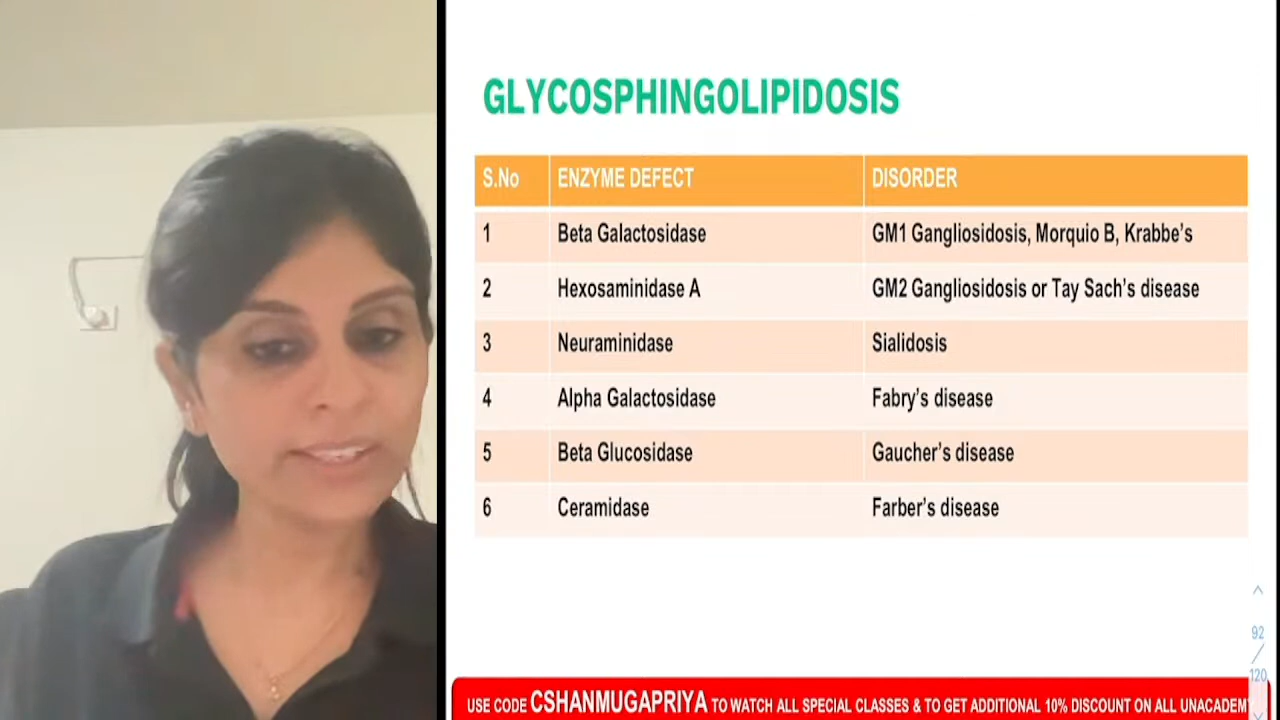 GLYCOSPHINGOLIPIDOSIS
S.No ENZYME DEFECT DISORDER
1 Beta Galactosidase GM1 Gangliosidosis, Morquio B, Krabbe's
2 Hexosaminidase A GM2 Gangliosidosis or Tay Sach's disease
3 Neuraminidase Sialidosis
4 Alpha Galactosidase Fabry's disease
5 Beta Glucosidase Gaucher's disease
6 Ceramidase Farber's disease
92
/
120
USE CODE CSHANMUGAPRIYA TO WATCH ALL SPECIAL CLASSES & TO GET ADDITIONAL 10% DISCOUNT ON ALL UNACADEM